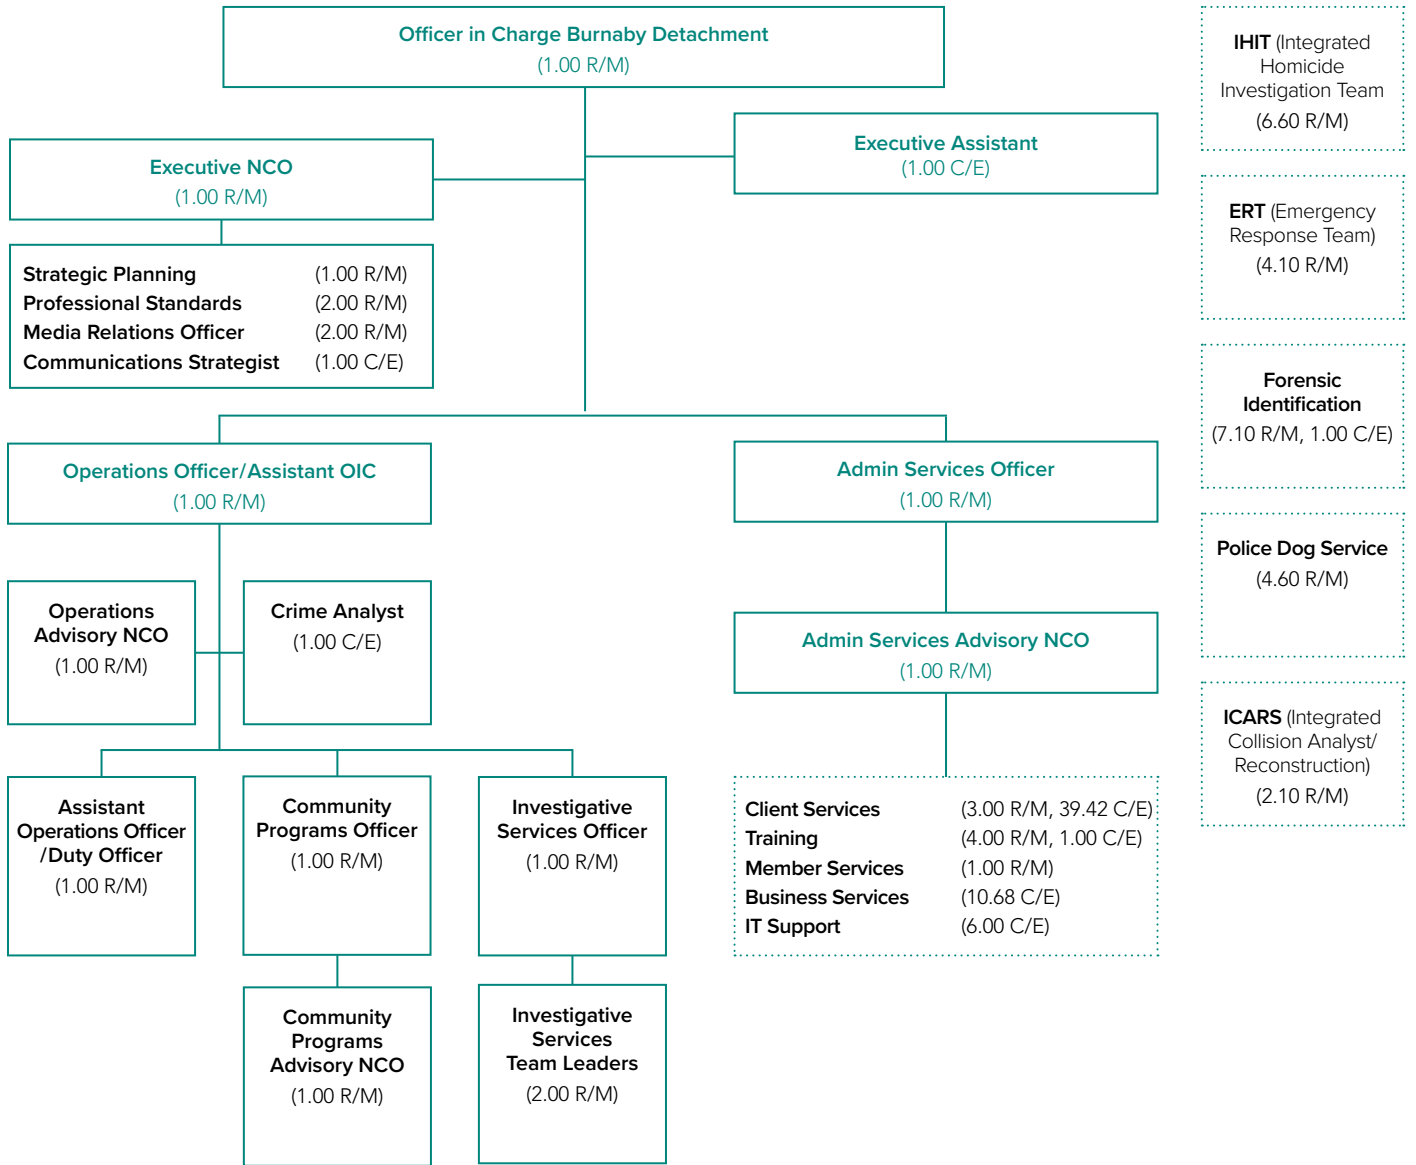 Officer in Charge Burnaby Detachment
(1.00 R/M)
Executive NCO
(1.00 R/M)
Executive Assistant
(1.00 C/E)
Strategic Planning (1.00 R/M)
Professional Standards (2.00 R/M)
Media Relations Officer (2.00 R/M)
Communications Strategist (1.00 C/E)
Operations Officer/Assistant OIC
(1.00 R/M)
Admin Services Officer
(1.00 R/M)
Operations
Advisory NCO
(1.00 R/M)
Crime Analyst
(1.00 C/E)
Admin Services Advisory NCO
(1.00 R/M)
Assistant
Operations Officer
/Duty Officer
(1.00 R/M)
Community
Programs Officer
(1.00 R/M)
Investigative
Services Officer
(1.00 R/M)
Client Services (3.00 R/M, 39.42 C/E)
Training (4.00 R/M, 1.00 C/E)
Member Services (1.00 R/M)
Business Services (10.68 C/E)
IT Support (6.00 C/E)
Community
Programs
Advisory NCO
(1.00 R/M)
Investigative
Services
Team Leaders
(2.00 R/M)
IHIT (Integrated
Homicide
Investigation Team
(6.60 R/M)
ERT (Emergency
Response Team)
(4.10 R/M)
Forensic
Identification
(7.10 R/M, 1.00 C/E)
Police Dog Service
(4.60 R/M)
ICARS (Integrated
Collision Analyst/
Reconstruction)
(2.10 R/M)